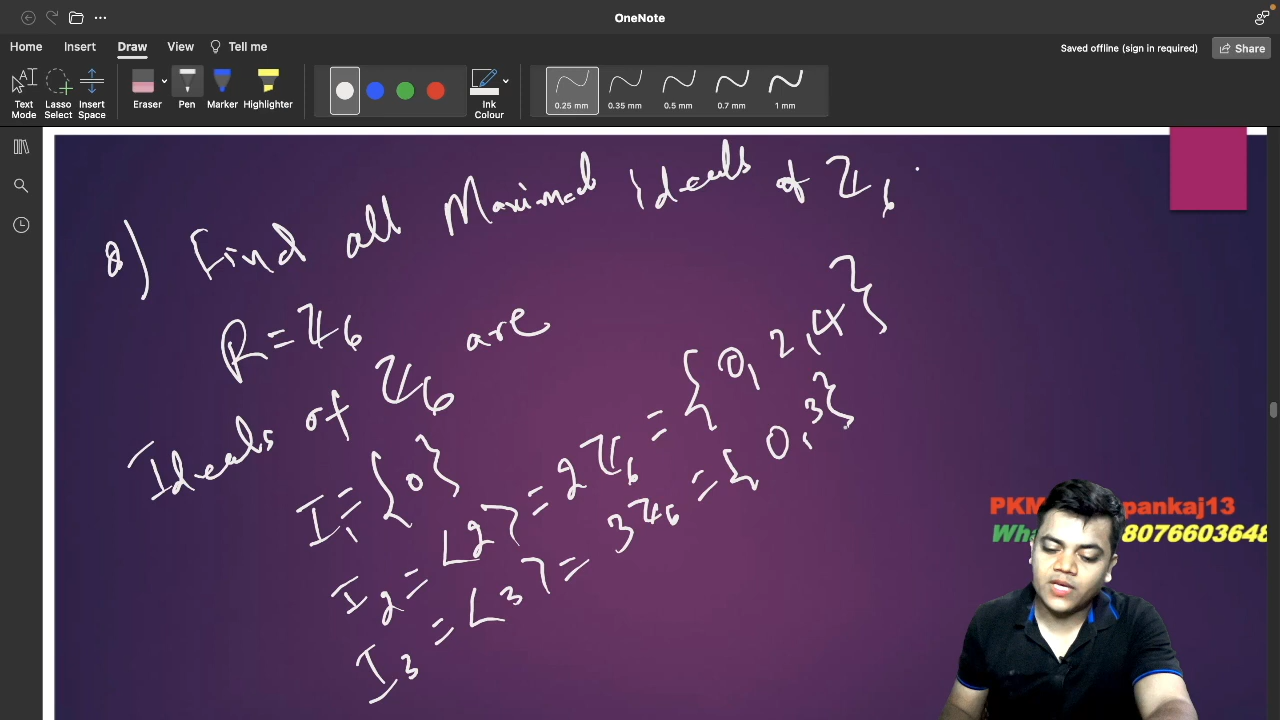 OneNote
Home Insert Draw View Tell me
Saved offline (sign in required) Share
Text Mode
Lasso Select
Insert Space
Eraser Pen Marker Highlighter
Ink Colour
0.25 mm 0.35 mm 0.5 mm 0.7 mm 1 mm
Q) Find all Maximal Ideals of ℤ₆.
R = ℤ₆
Ideals of ℤ₆ are
I₁ = {0}
I₂ = <2> = 2ℤ₆ = {0, 2, 4}
I₃ = <3> = 3ℤ₆ = {0, 3}
pankaj13
8076603648